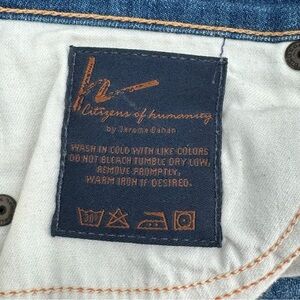 Citizens of humanity
by Jerome Dahan
WASH IN COLD WITH LIKE COLORS
DO NOT BLEACH TUMBLE DRY LOW,
REMOVE PROMPTLY,
WARM IRON IF DESIRED.
30°